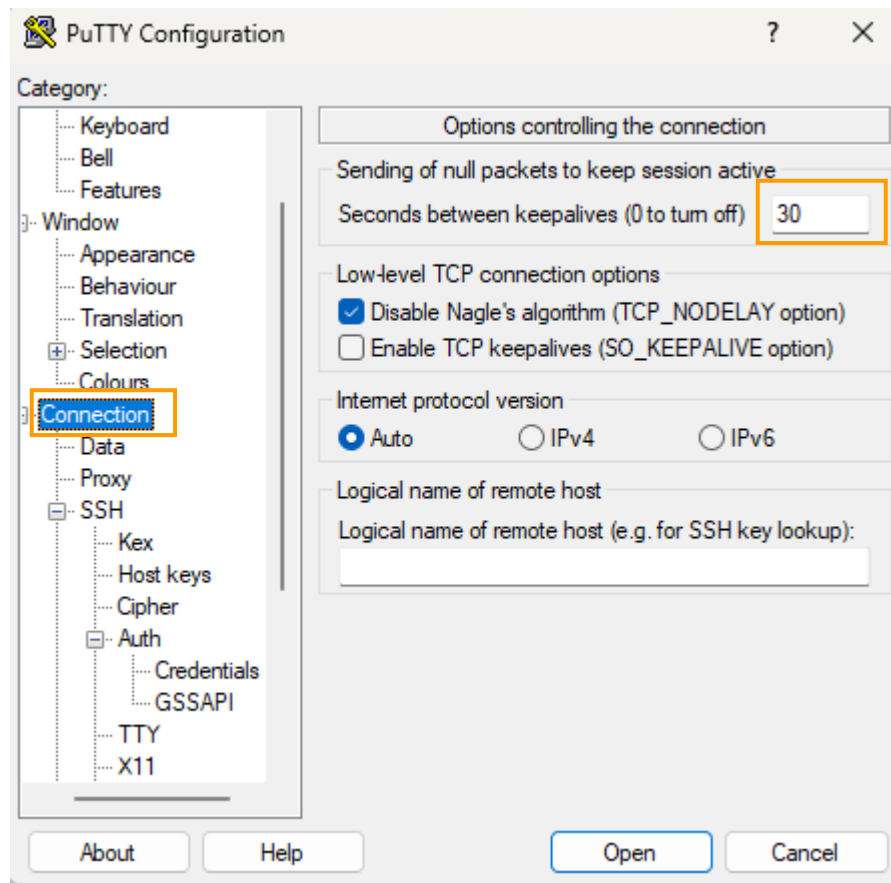 PuTTY Configuration
?
Category:
Keyboard
Bell
Features
Window
Appearance
Behaviour
Translation
Selection
Colours
Connection
Data
Proxy
SSH
Kex
Host keys
Cipher
Auth
Credentials
GSSAPI
TTY
X11
Options controlling the connection
Sending of null packets to keep session active
Seconds between keepalives (0 to turn off) 30
Low-level TCP connection options
Disable Nagle's algorithm (TCP_NODELAY option)
Enable TCP keepalives (SO_KEEPALIVE option)
Internet protocol version
Auto IPv4 IPv6
Logical name of remote host
Logical name of remote host (e.g. for SSH key lookup):
About Help Open Cancel